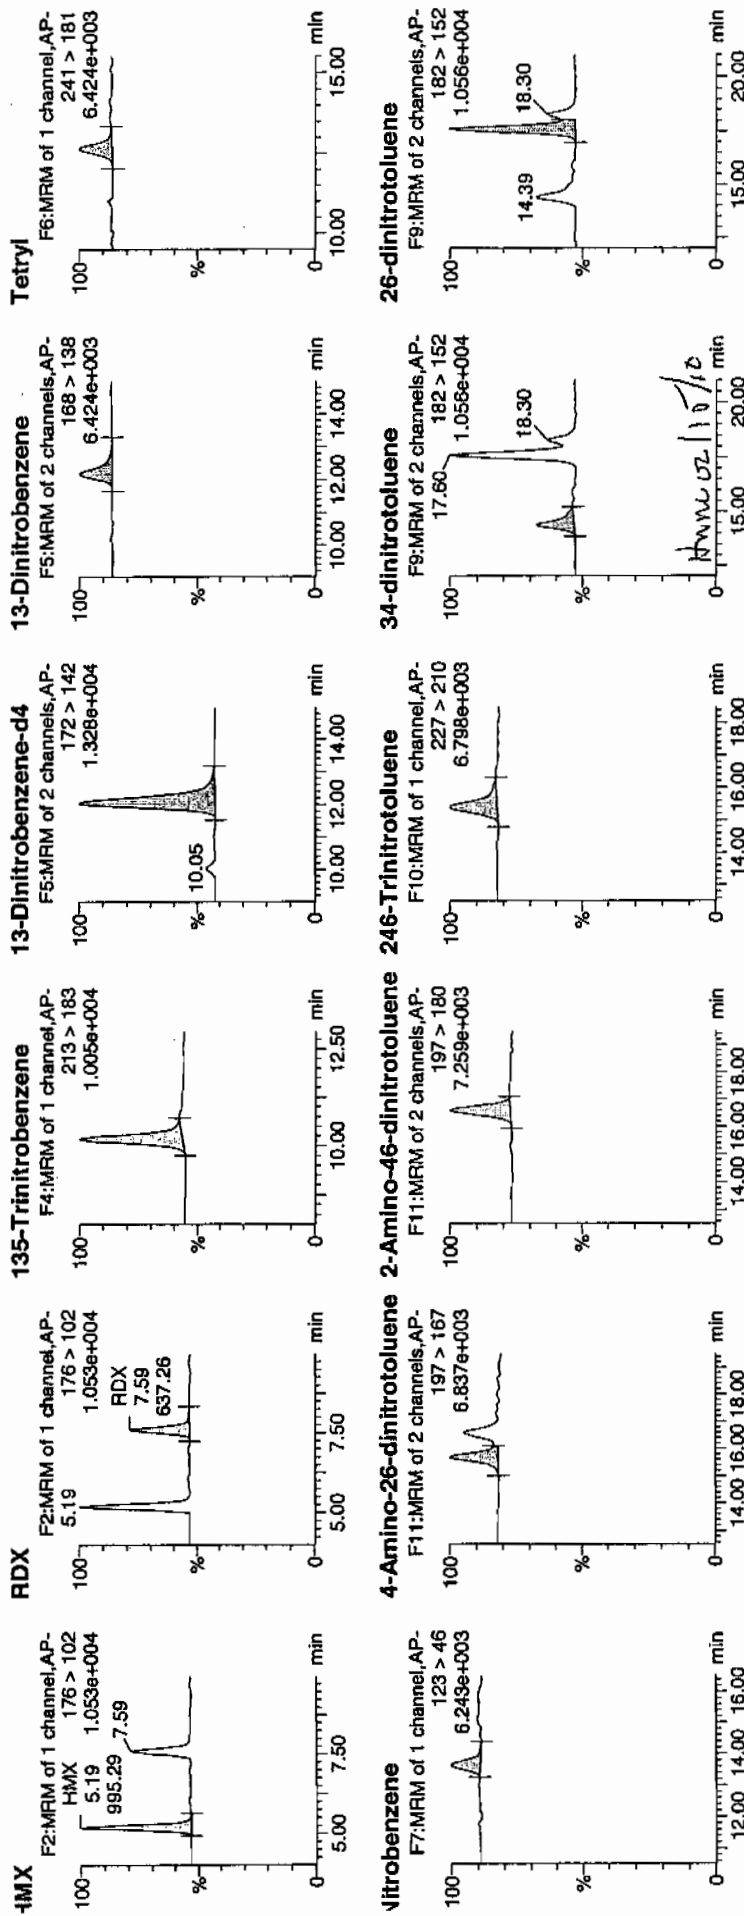 HMX
F2:MRM of 1 channel,AP-
176 > 102
1.053e+004
HMX
5.19
995.29
7.59
100
%
0
5.00 7.50 min
RDX
F2:MRM of 1 channel,AP-
176 > 102
1.053e+004
5.19
RDX
7.59
637.26
100
%
0
5.00 7.50 min
135-Trinitrobenzene
F4:MRM of 1 channel,AP-
213 > 183
1.005e+004
100
%
0
10.00 12.50 min
13-Dinitrobenzene-d4
F5:MRM of 2 channels,AP-
172 > 142
1.328e+004
10.05
100
%
0
10.00 12.00 14.00 min
13-Dinitrobenzene
F5:MRM of 2 channels,AP-
168 > 138
6.424e+003
100
%
0
10.00 12.00 14.00 min
Tetryl
F6:MRM of 1 channel,AP-
241 > 181
6.424e+003
100
%
0
10.00 15.00 min
Nitrobenzene
F7:MRM of 1 channel,AP-
123 > 46
6.243e+003
100
%
0
12.00 14.00 16.00 min
4-Amino-26-dinitrotoluene
F11:MRM of 2 channels,AP-
197 > 167
6.837e+003
100
%
0
14.00 16.00 18.00 min
2-Amino-46-dinitrotoluene
F11:MRM of 2 channels,AP-
197 > 180
7.259e+003
100
%
0
14.00 16.00 18.00 min
246-Trinitrotoluene
F10:MRM of 1 channel,AP-
227 > 210
6.798e+003
100
%
0
14.00 16.00 18.00 min
34-dinitrotoluene
F9:MRM of 2 channels,AP-
182 > 152
1.056e+004
17.60
18.30
100
%
0
15.00 20.00 min
26-dinitrotoluene
F9:MRM of 2 channels,AP-
182 > 152
1.056e+004
14.39
18.30
100
%
0
15.00 20.00 min